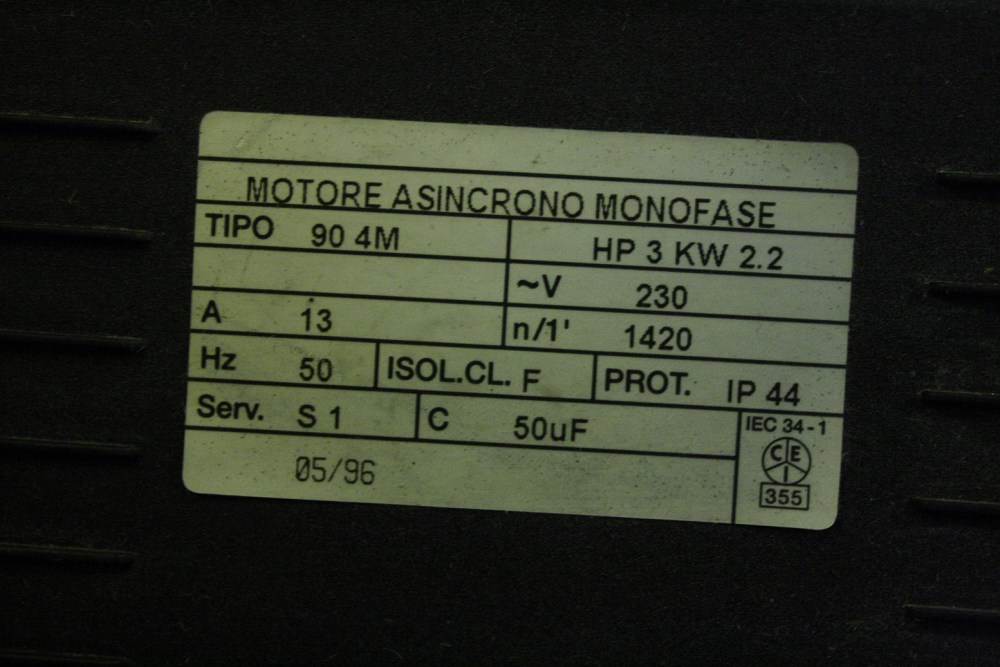 MOTORE ASINCRONO MONOFASE
TIPO 90 4M HP 3 KW 2.2
~V 230
A 13 n/1' 1420
Hz 50 ISOL.CL. F PROT. IP 44
Serv. S 1 C 50uF IEC 34-1
CEI
05/96 355